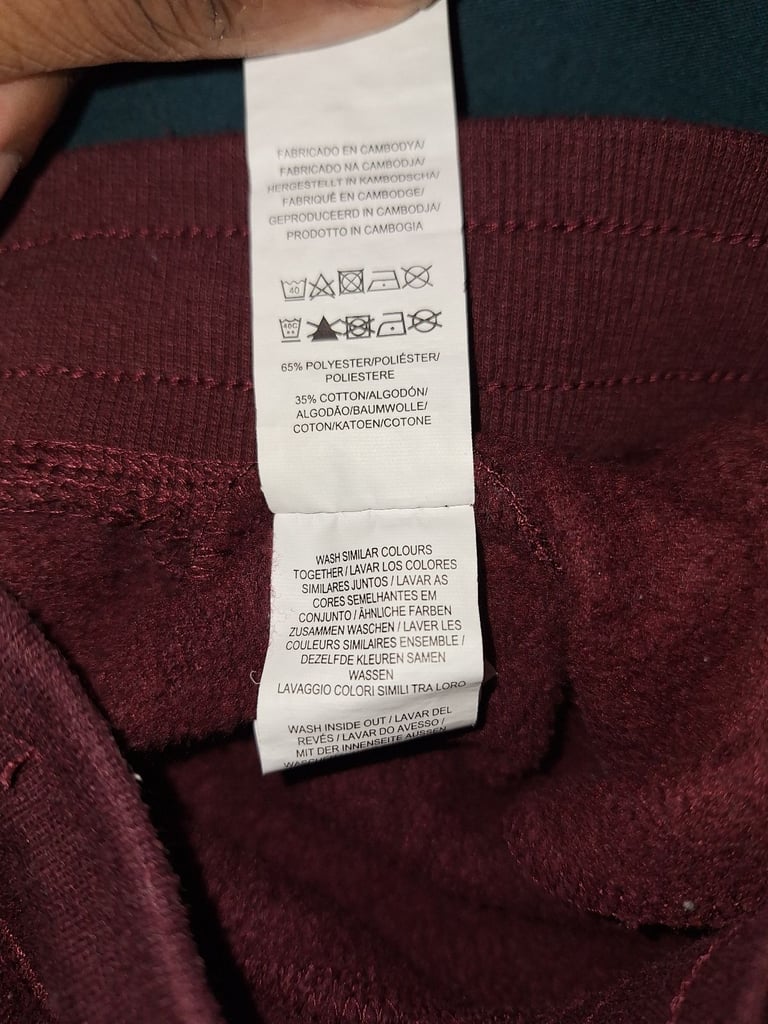 FABRICADO EN CAMBODYA/
FABRICADO NA CAMBODJA/
HERGESTELLT IN KAMBODSCHA/
FABRIQUÉ EN CAMBODGE/
GEPRODUCEERD IN CAMBODJA/
PRODOTTO IN CAMBOGIA
40
40C
65% POLYESTER/POLIÉSTER/
POLIESTERE
35% COTTON/ALGODÓN/
ALGODÃO/BAUMWOLLE/
COTON/KATOEN/COTONE
WASH SIMILAR COLOURS
TOGETHER / LAVAR LOS COLORES
SIMILARES JUNTOS / LAVAR AS
CORES SEMELHANTES EM
CONJUNTO / ÄHNLICHE FARBEN
ZUSAMMEN WASCHEN / LAVER LES
COULEURS SIMILAIRES ENSEMBLE /
DEZELFDE KLEUREN SAMEN
WASSEN
LAVAGGIO COLORI SIMILI TRA LORO
WASH INSIDE OUT / LAVAR DEL
REVÉS / LAVAR DO AVESSO /
MIT DER INNENSEITE AUSSEN